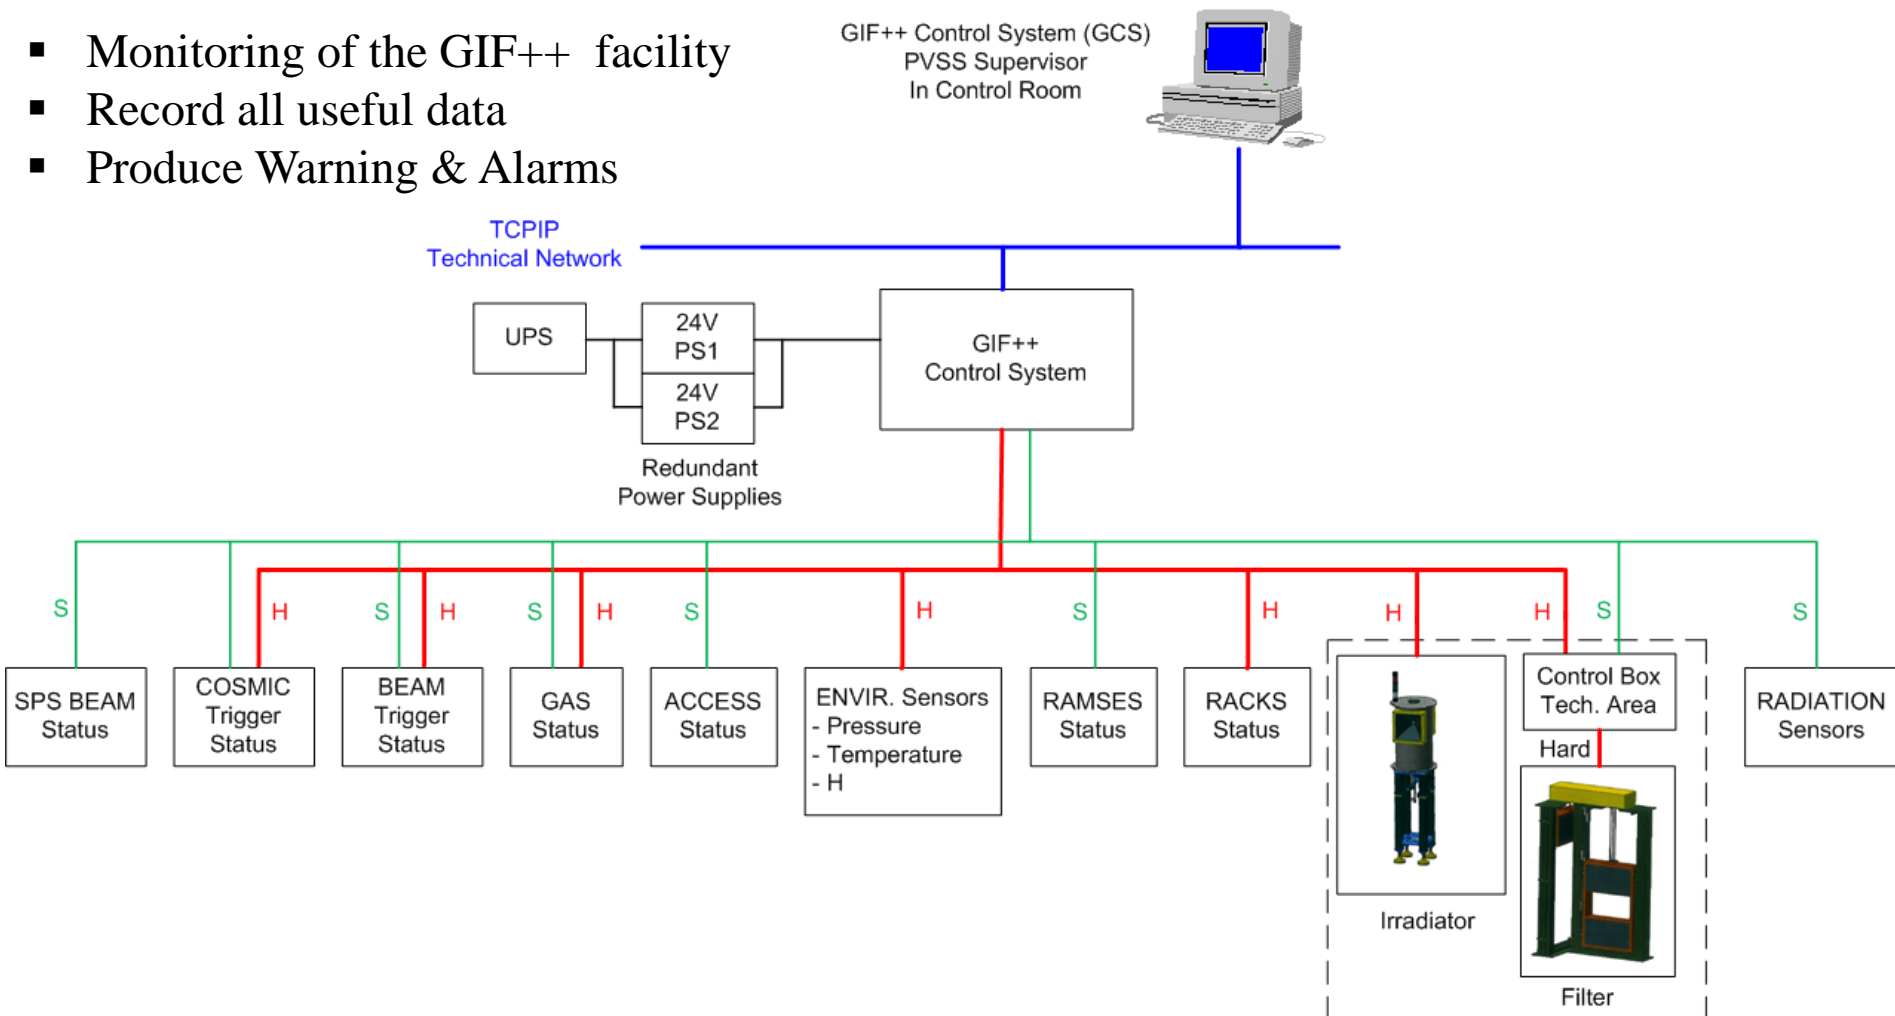 ▪ Monitoring of the GIF++ facility
▪ Record all useful data
▪ Produce Warning & Alarms
GIF++ Control System (GCS)
PVSS Supervisor
In Control Room
TCPIP
Technical Network
UPS
24V
PS1
24V
PS2
Redundant
Power Supplies
GIF++
Control System
S
H
S
H
S
H
S
H
S
H
H
H
S
S
SPS BEAM
Status
COSMIC
Trigger
Status
BEAM
Trigger
Status
GAS
Status
ACCESS
Status
ENVIR. Sensors
- Pressure
- Temperature
- H
RAMSES
Status
RACKS
Status
Control Box
Tech. Area
Hard
RADIATION
Sensors
Irradiator
Filter